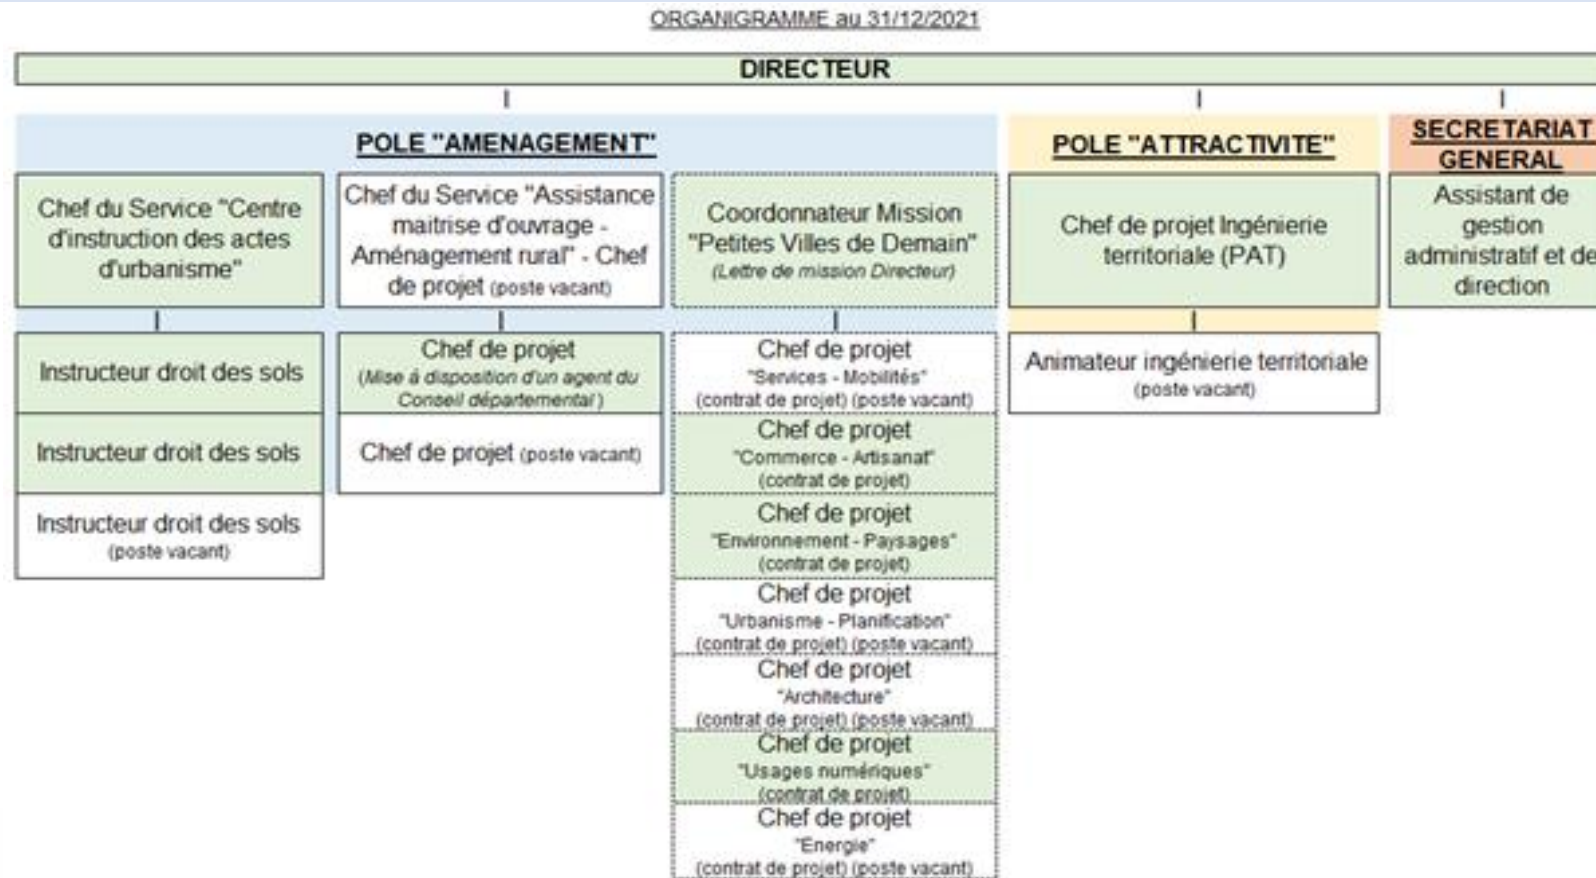 ORGANIGRAMME au 31/12/2021
DIRECTEUR
POLE "AMENAGEMENT"
Chef du Service "Centre
d'instruction des actes
d'urbanisme"
Instructeur droit des sols
Instructeur droit des sols
Instructeur droit des sols
(poste vacant)
Chef du Service "Assistance
maitrise d'ouvrage -
Aménagement rural" - Chef
de projet (poste vacant)
Chef de projet
(Mise à disposition d'un agent du
Conseil départemental)
Chef de projet (poste vacant)
Coordonnateur Mission
"Petites Villes de Demain"
(Lettre de mission Directeur)
Chef de projet
"Services - Mobilités"
(contrat de projet) (poste vacant)
Chef de projet
"Commerce - Artisanat"
(contrat de projet)
Chef de projet
"Environnement - Paysages"
(contrat de projet)
Chef de projet
"Urbanisme - Planification"
(contrat de projet) (poste vacant)
Chef de projet
"Architecture"
(contrat de projet) (poste vacant)
Chef de projet
"Usages numériques"
(contrat de projet)
Chef de projet
"Energie"
(contrat de projet) (poste vacant)
POLE "ATTRACTIVITE"
Chef de projet Ingénierie
territoriale (PAT)
Animateur ingénierie territoriale
(poste vacant)
SECRETARIAT
GENERAL
Assistant de
gestion
administratif et de
direction